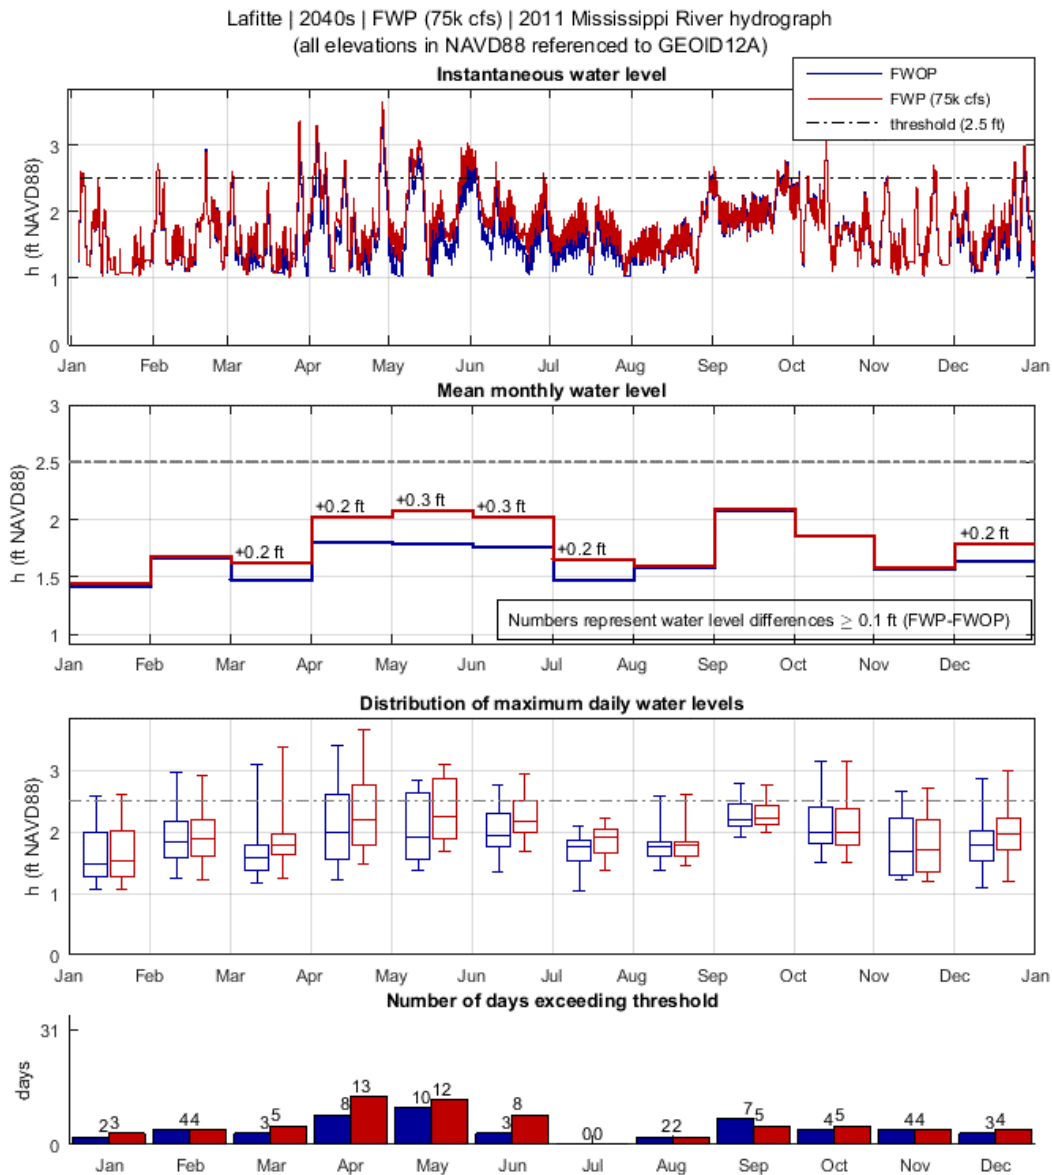 Lafitte | 2040s | FWP (75k cfs) | 2011 Mississippi River hydrograph
(all elevations in NAVD88 referenced to GEOID12A)
Instantaneous water level
FWOP
FWP (75k cfs)
threshold (2.5 ft)
h (ft NAVD88)
3
2
1
0
Jan Feb Mar Apr May Jun Jul Aug Sep Oct Nov Dec Jan
Mean monthly water level
h (ft NAVD88)
3
2.5
2
1.5
1
+0.2 ft
+0.2 ft
+0.3 ft
+0.3 ft
+0.2 ft
+0.2 ft
Numbers represent water level differences ≥ 0.1 ft (FWP-FWOP)
Jan Feb Mar Apr May Jun Jul Aug Sep Oct Nov Dec
Distribution of maximum daily water levels
h (ft NAVD88)
3
2
1
0
Jan Feb Mar Apr May Jun Jul Aug Sep Oct Nov Dec Jan
Number of days exceeding threshold
days
31
0
2 3 4 4 3 5 8 13 10 12 3 8 0 0 2 2 7 5 4 5 4 4 3 4
Jan Feb Mar Apr May Jun Jul Aug Sep Oct Nov Dec